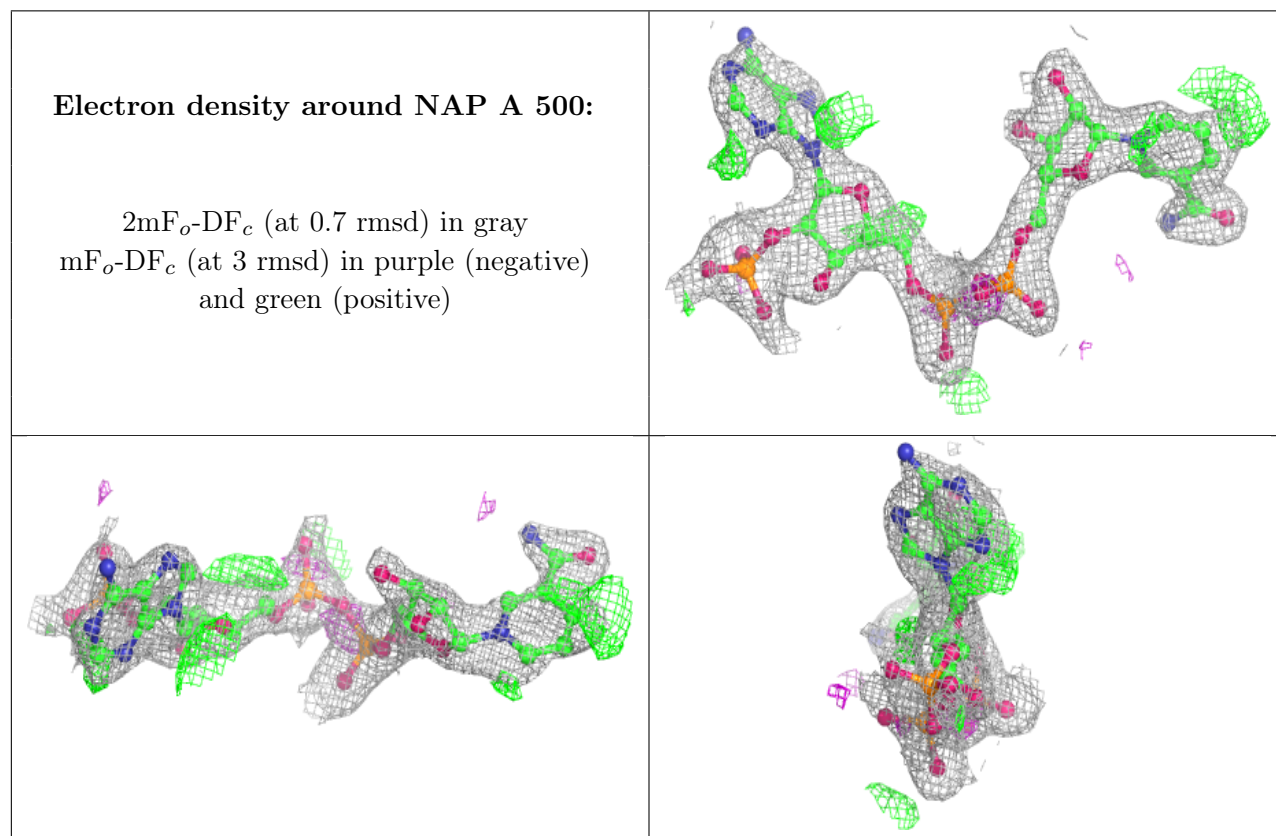 Electron density around NAP A 500:
2mFo-DFc (at 0.7 rmsd) in gray
mFo-DFc (at 3 rmsd) in purple (negative)
and green (positive)